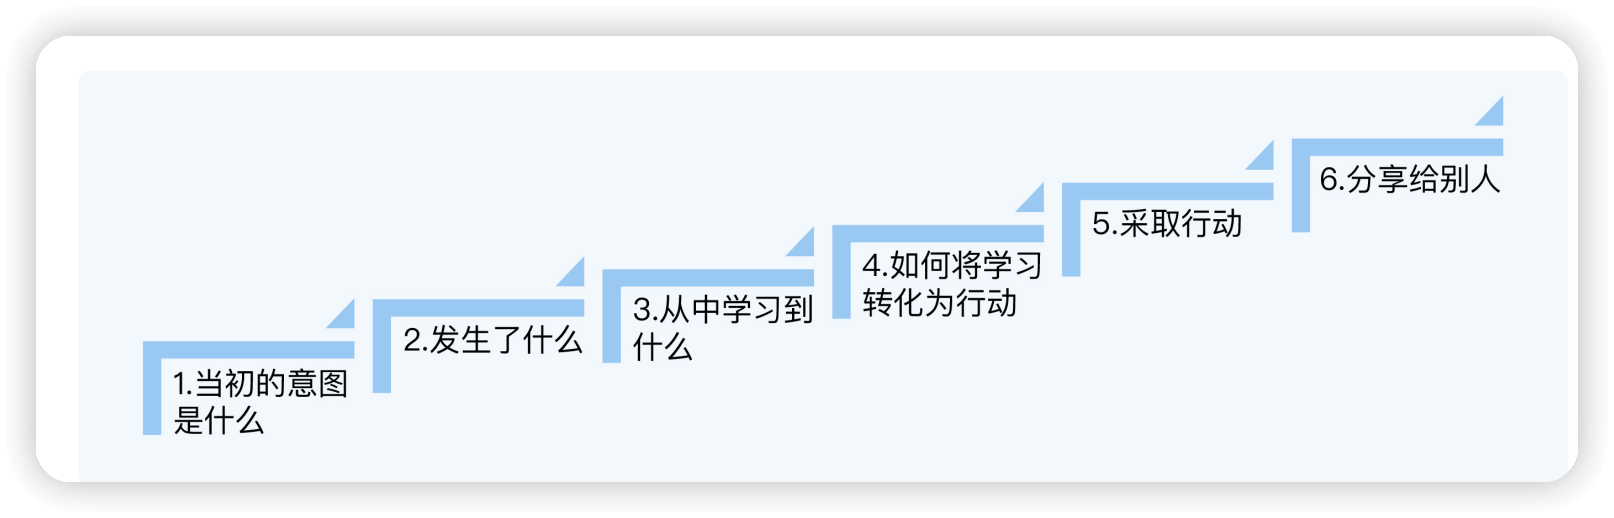 1.当初的意图
是什么
2.发生了什么
3.从中学习到
什么
4.如何将学习
转化为行动
5.采取行动
6.分享给别人